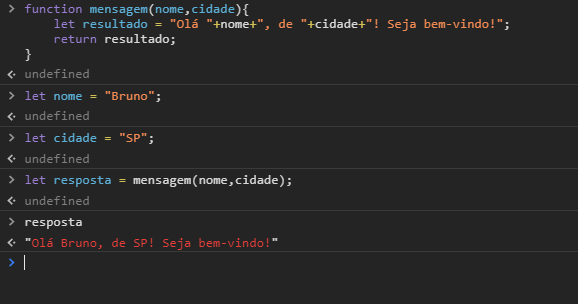 function mensagem(nome,cidade){
let resultado = "Olá "+nome+", de "+cidade+"! Seja bem-vindo!";
return resultado;
}
undefined
let nome = "Bruno";
undefined
let cidade = "SP";
undefined
let resposta = mensagem(nome,cidade);
undefined
resposta
"Olá Bruno, de SP! Seja bem-vindo!"